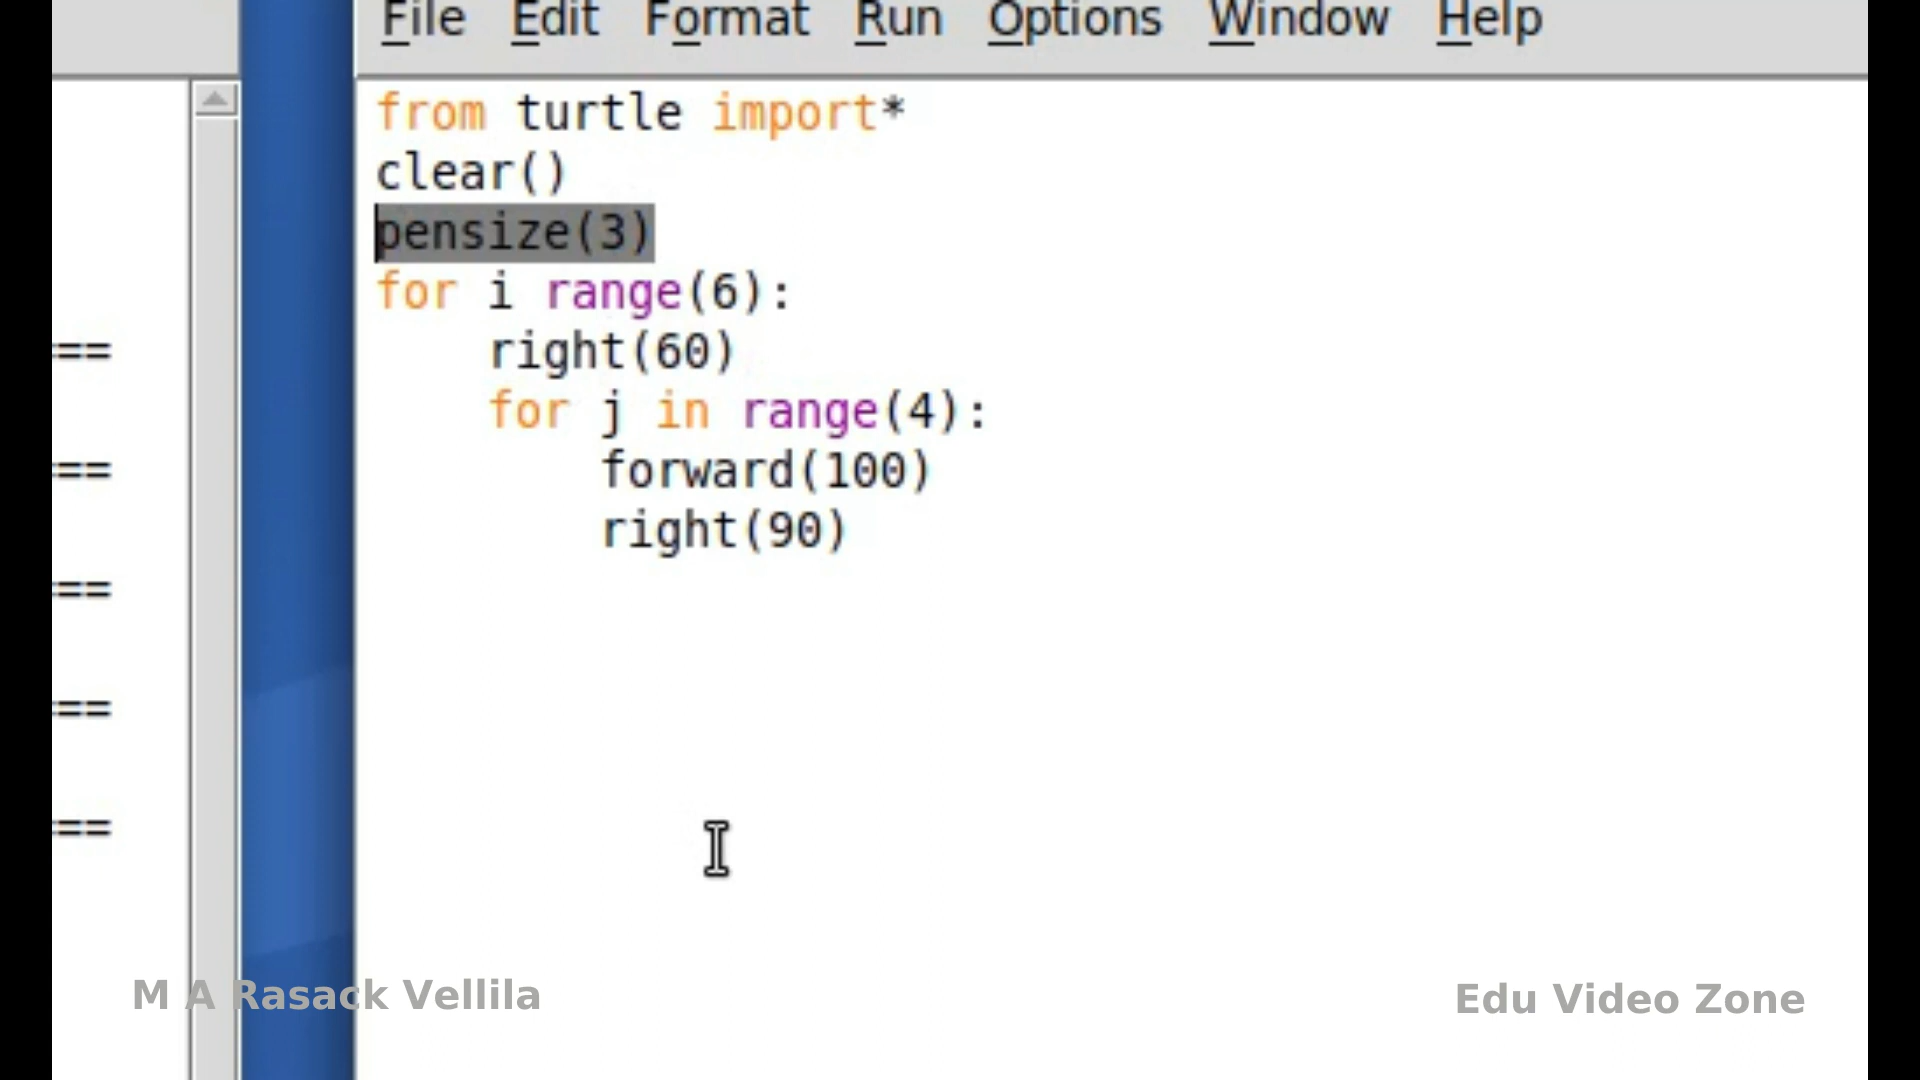 File Edit Format Run Options Window Help
from turtle import*
clear()
pensize(3)
for i range(6):
    right(60)
    for j in range(4):
        forward(100)
        right(90)
==
==
==
==
==
M A Rasack Vellila
Edu Video Zone